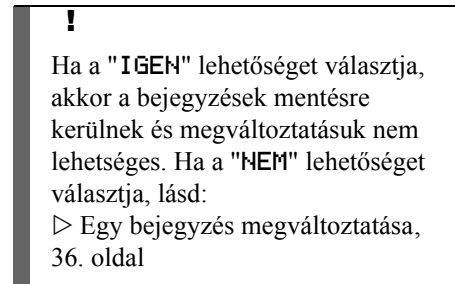 !
Ha a "IGEN" lehetőséget választja,
akkor a bejegyzések mentésre
kerülnek és megváltoztatásuk nem
lehetséges. Ha a "NEM" lehetőséget
választja, lásd:
▷ Egy bejegyzés megváltoztatása,
36. oldal